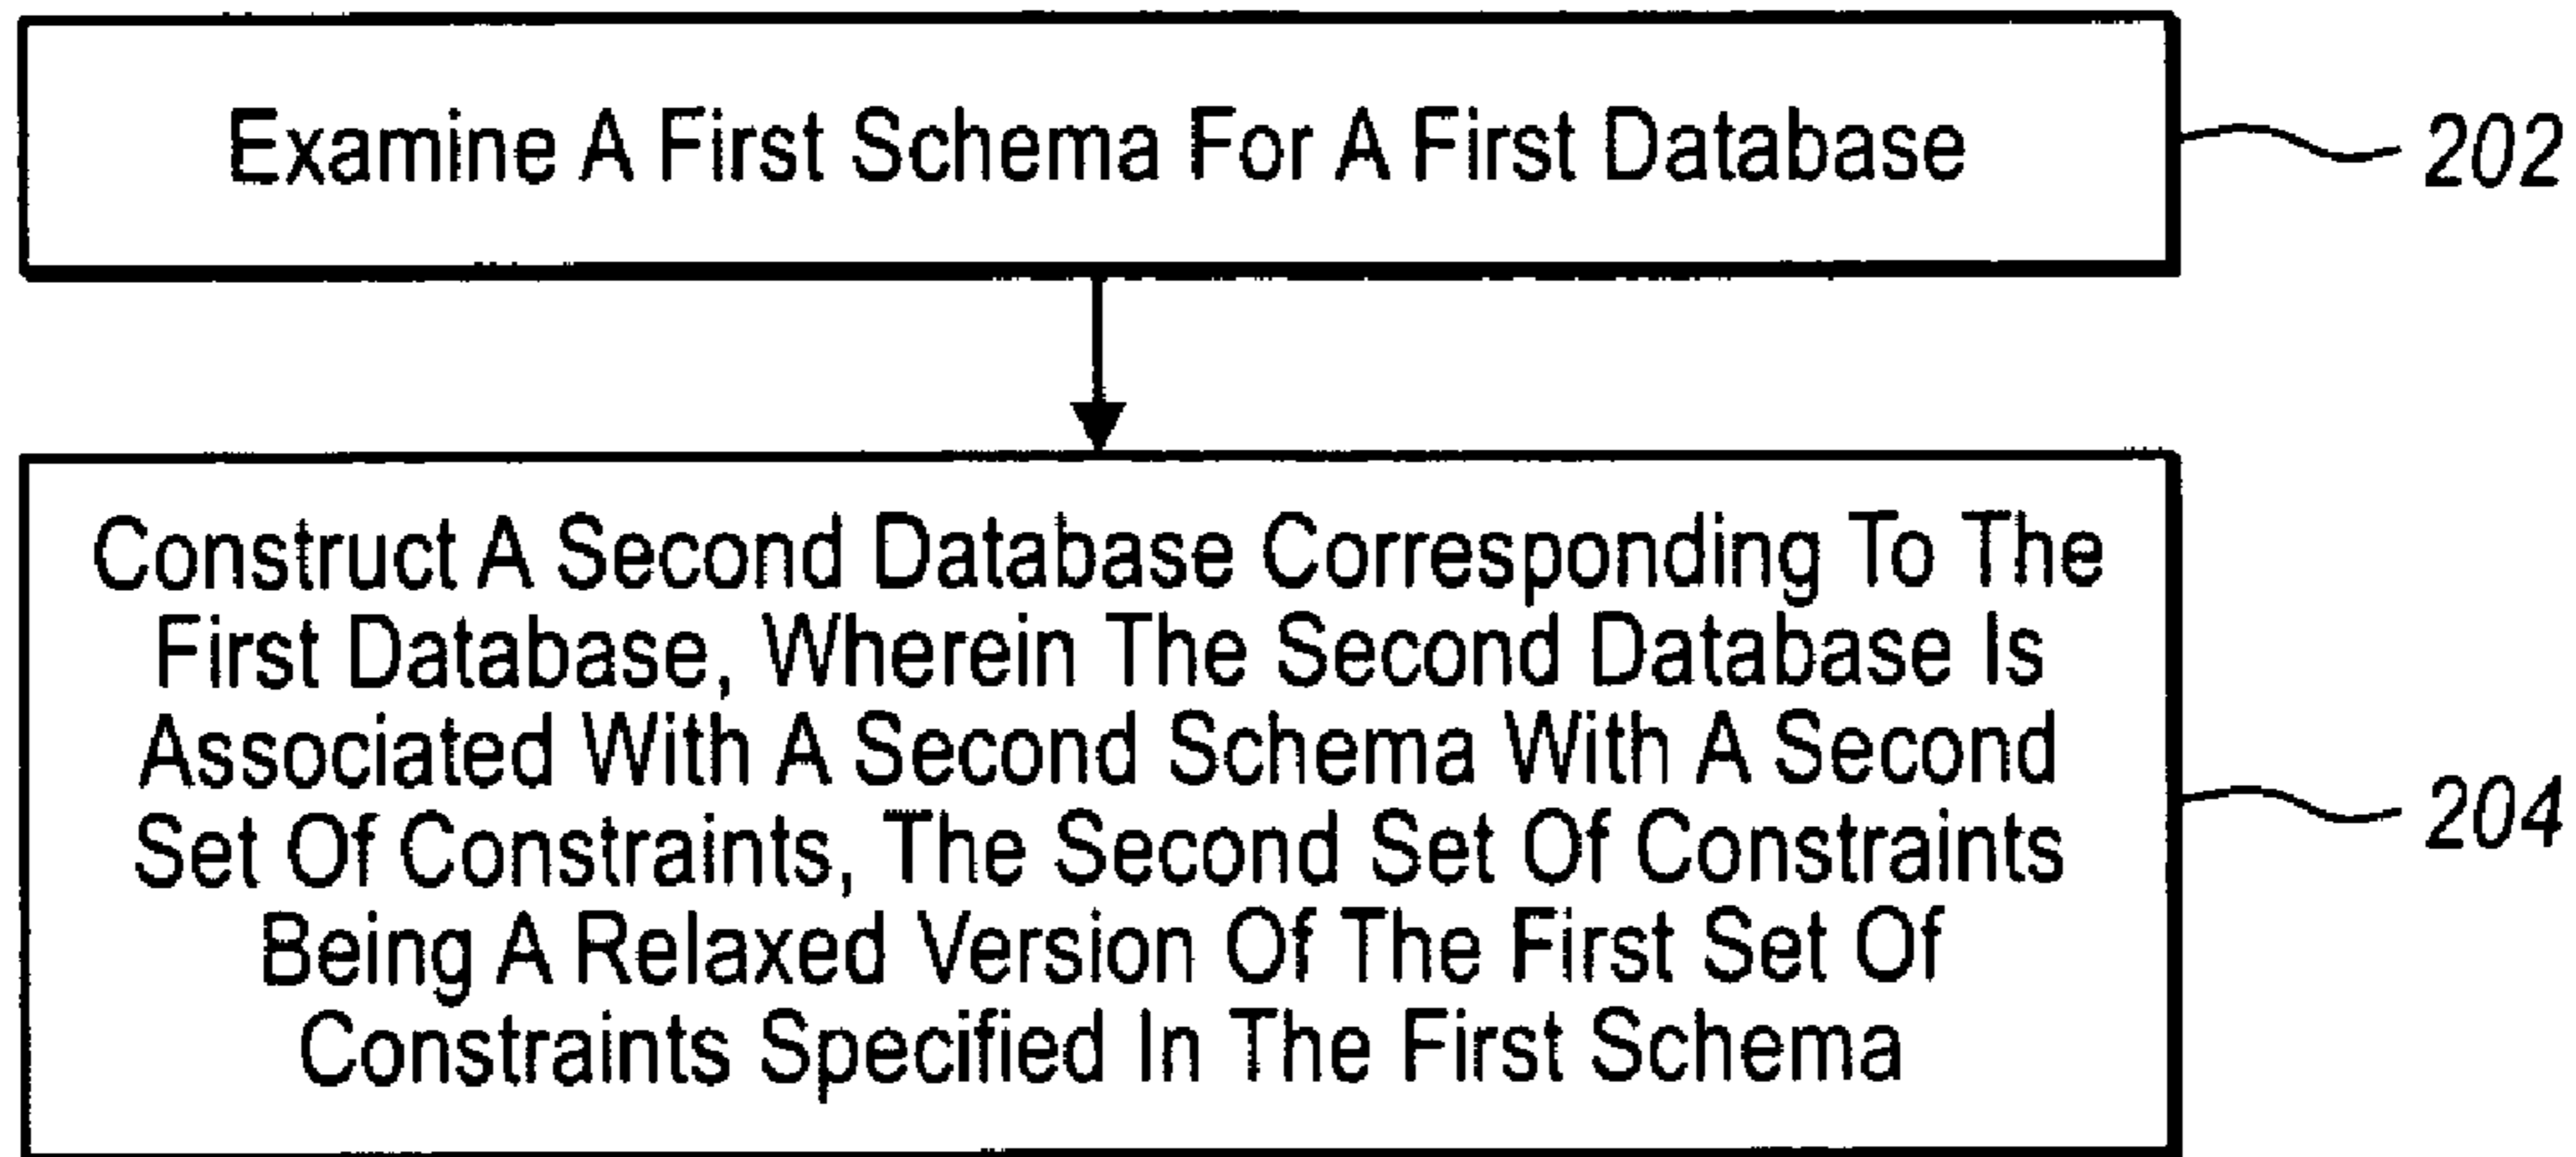 Examine A First Schema For A First Database
202
Construct A Second Database Corresponding To The
First Database, Wherein The Second Database Is
Associated With A Second Schema With A Second
Set Of Constraints, The Second Set Of Constraints
Being A Relaxed Version Of The First Set Of
Constraints Specified In The First Schema
204